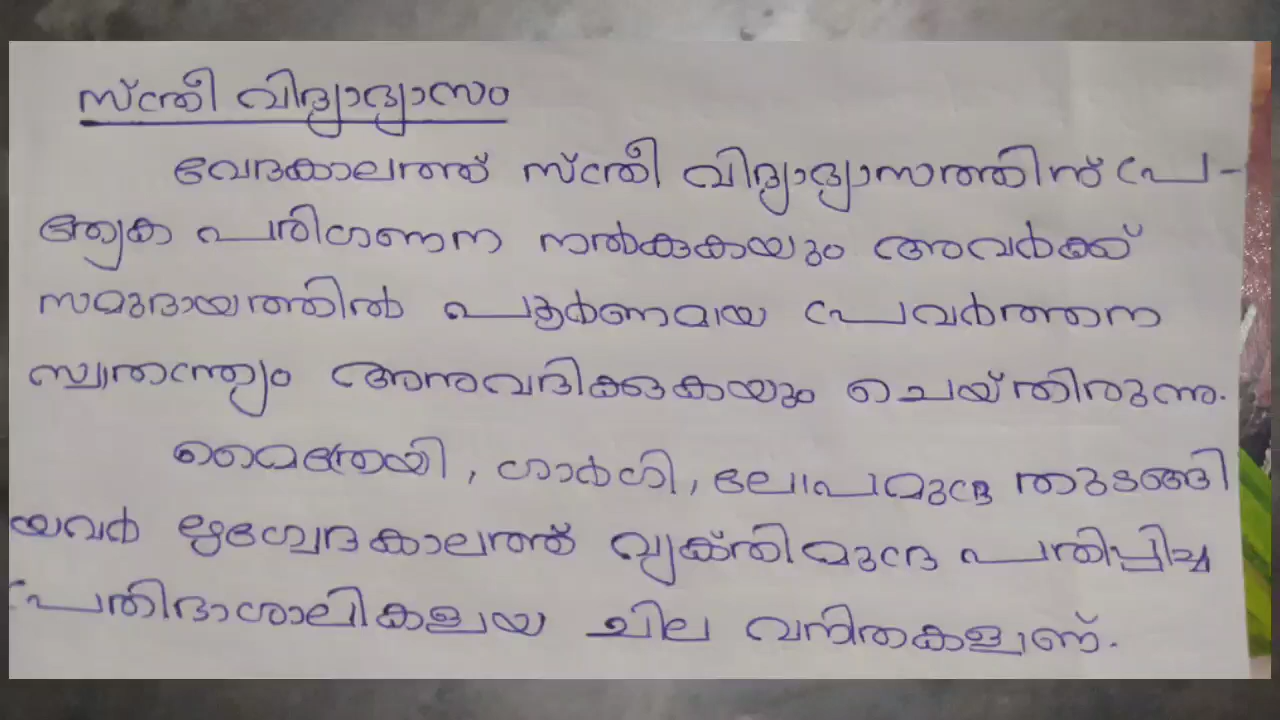 സ്ത്രീ വിദ്യാദ്യാസം
വേദകാലത്ത് സ്ത്രീ വിദ്യാദ്യാസത്തിന് പ്ര-
ത്യേക പരിഗണന നൽകുകയും അവർക്ക്
സമുദായത്തിൽ പൂർണമായ പ്രവർത്തന
സ്വാതന്ത്ര്യം അനുവദിക്കുകയും ചെയ്തിരുന്നു.
മൈത്രേയി, ഗാർഗി, ലോപമുദ്ര തുടങ്ങി
യവർ ഋഗ്വേദകാലത്ത് വ്യക്തിമുദ്ര പതിപ്പിച്ച
പ്രതിദാശാലികളായ ചില വനിതകളാണ്.